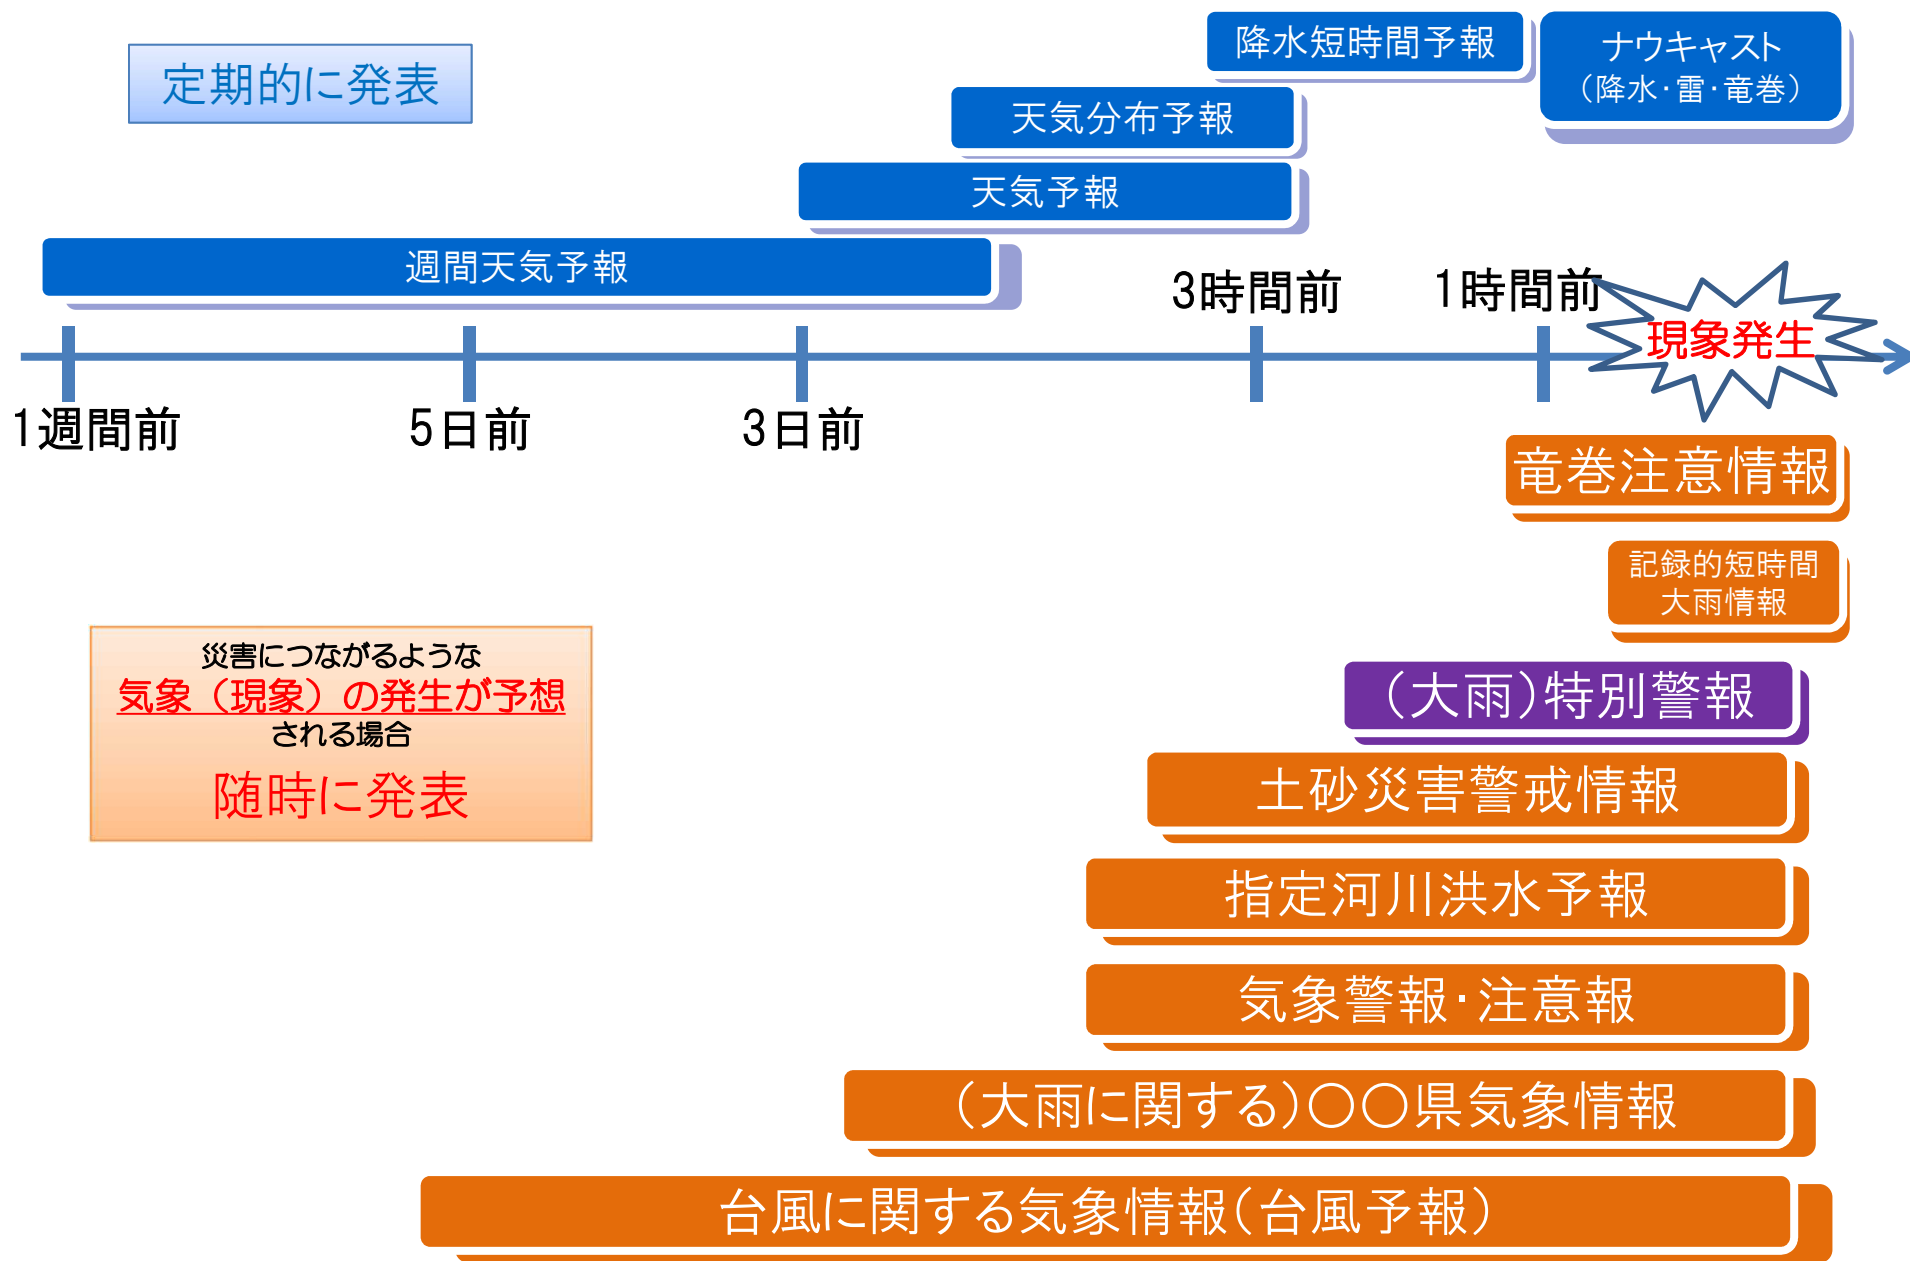 定期的に発表
降水短時間予報
ナウキャスト
（降水・雷・竜巻）
天気分布予報
天気予報
週間天気予報
3時間前
1時間前
現象発生
1週間前
5日前
3日前
竜巻注意情報
記録的短時間
大雨情報
災害につながるような
気象（現象）の発生が予想
される場合
随時に発表
（大雨）特別警報
土砂災害警戒情報
指定河川洪水予報
気象警報・注意報
（大雨に関する）○○県気象情報
台風に関する気象情報（台風予報）